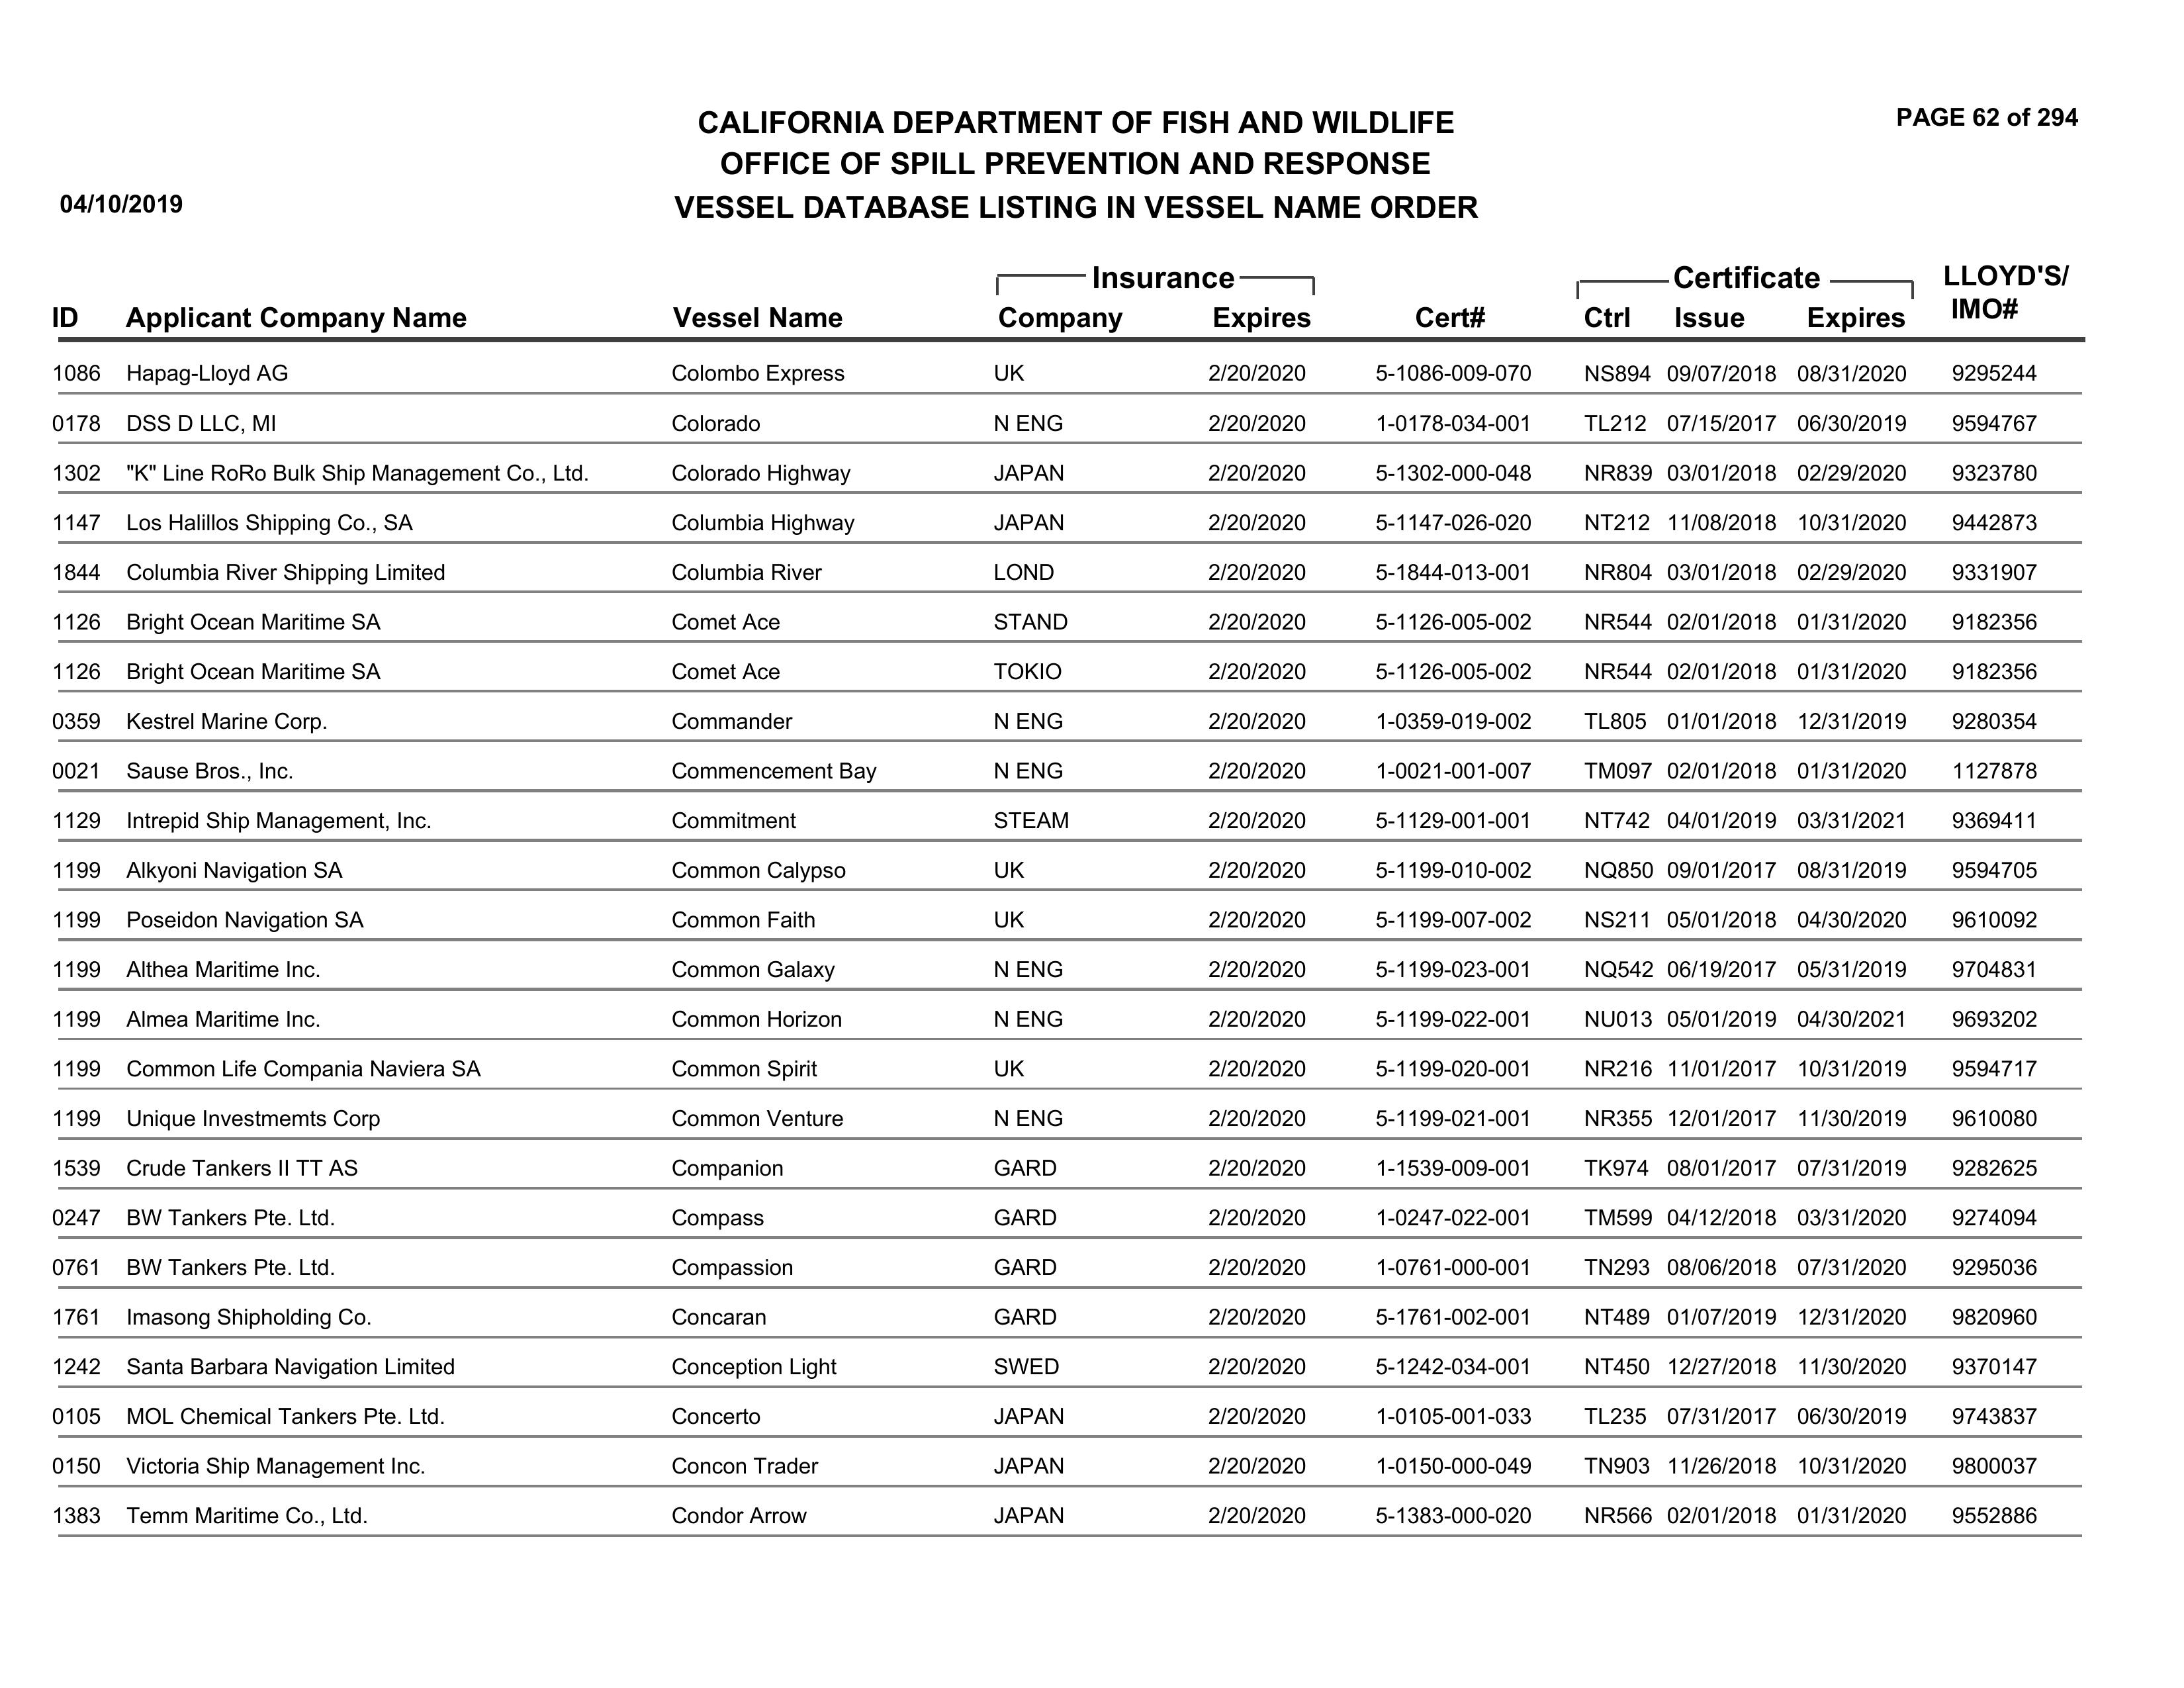 PAGE 62 of 294
CALIFORNIA DEPARTMENT OF FISH AND WILDLIFE
OFFICE OF SPILL PREVENTION AND RESPONSE
04/10/2019 VESSEL DATABASE LISTING IN VESSEL NAME ORDER
Insurance Certificate LLOYD'S/
ID Applicant Company Name Vessel Name Company Expires Cert# Ctrl Issue Expires IMO#
1086 Hapag-Lloyd AG Colombo Express UK 2/20/2020 5-1086-009-070 NS894 09/07/2018 08/31/2020 9295244
0178 DSS D LLC, MI Colorado N ENG 2/20/2020 1-0178-034-001 TL212 07/15/2017 06/30/2019 9594767
1302 "K" Line RoRo Bulk Ship Management Co., Ltd. Colorado Highway JAPAN 2/20/2020 5-1302-000-048 NR839 03/01/2018 02/29/2020 9323780
1147 Los Halillos Shipping Co., SA Columbia Highway JAPAN 2/20/2020 5-1147-026-020 NT212 11/08/2018 10/31/2020 9442873
1844 Columbia River Shipping Limited Columbia River LOND 2/20/2020 5-1844-013-001 NR804 03/01/2018 02/29/2020 9331907
1126 Bright Ocean Maritime SA Comet Ace STAND 2/20/2020 5-1126-005-002 NR544 02/01/2018 01/31/2020 9182356
1126 Bright Ocean Maritime SA Comet Ace TOKIO 2/20/2020 5-1126-005-002 NR544 02/01/2018 01/31/2020 9182356
0359 Kestrel Marine Corp. Commander N ENG 2/20/2020 1-0359-019-002 TL805 01/01/2018 12/31/2019 9280354
0021 Sause Bros., Inc. Commencement Bay N ENG 2/20/2020 1-0021-001-007 TM097 02/01/2018 01/31/2020 1127878
1129 Intrepid Ship Management, Inc. Commitment STEAM 2/20/2020 5-1129-001-001 NT742 04/01/2019 03/31/2021 9369411
1199 Alkyoni Navigation SA Common Calypso UK 2/20/2020 5-1199-010-002 NQ850 09/01/2017 08/31/2019 9594705
1199 Poseidon Navigation SA Common Faith UK 2/20/2020 5-1199-007-002 NS211 05/01/2018 04/30/2020 9610092
1199 Althea Maritime Inc. Common Galaxy N ENG 2/20/2020 5-1199-023-001 NQ542 06/19/2017 05/31/2019 9704831
1199 Almea Maritime Inc. Common Horizon N ENG 2/20/2020 5-1199-022-001 NU013 05/01/2019 04/30/2021 9693202
1199 Common Life Compania Naviera SA Common Spirit UK 2/20/2020 5-1199-020-001 NR216 11/01/2017 10/31/2019 9594717
1199 Unique Investmemts Corp Common Venture N ENG 2/20/2020 5-1199-021-001 NR355 12/01/2017 11/30/2019 9610080
1539 Crude Tankers II TT AS Companion GARD 2/20/2020 1-1539-009-001 TK974 08/01/2017 07/31/2019 9282625
0247 BW Tankers Pte. Ltd. Compass GARD 2/20/2020 1-0247-022-001 TM599 04/12/2018 03/31/2020 9274094
0761 BW Tankers Pte. Ltd. Compassion GARD 2/20/2020 1-0761-000-001 TN293 08/06/2018 07/31/2020 9295036
1761 Imasong Shipholding Co. Concaran GARD 2/20/2020 5-1761-002-001 NT489 01/07/2019 12/31/2020 9820960
1242 Santa Barbara Navigation Limited Conception Light SWED 2/20/2020 5-1242-034-001 NT450 12/27/2018 11/30/2020 9370147
0105 MOL Chemical Tankers Pte. Ltd. Concerto JAPAN 2/20/2020 1-0105-001-033 TL235 07/31/2017 06/30/2019 9743837
0150 Victoria Ship Management Inc. Concon Trader JAPAN 2/20/2020 1-0150-000-049 TN903 11/26/2018 10/31/2020 9800037
1383 Temm Maritime Co., Ltd. Condor Arrow JAPAN 2/20/2020 5-1383-000-020 NR566 02/01/2018 01/31/2020 9552886